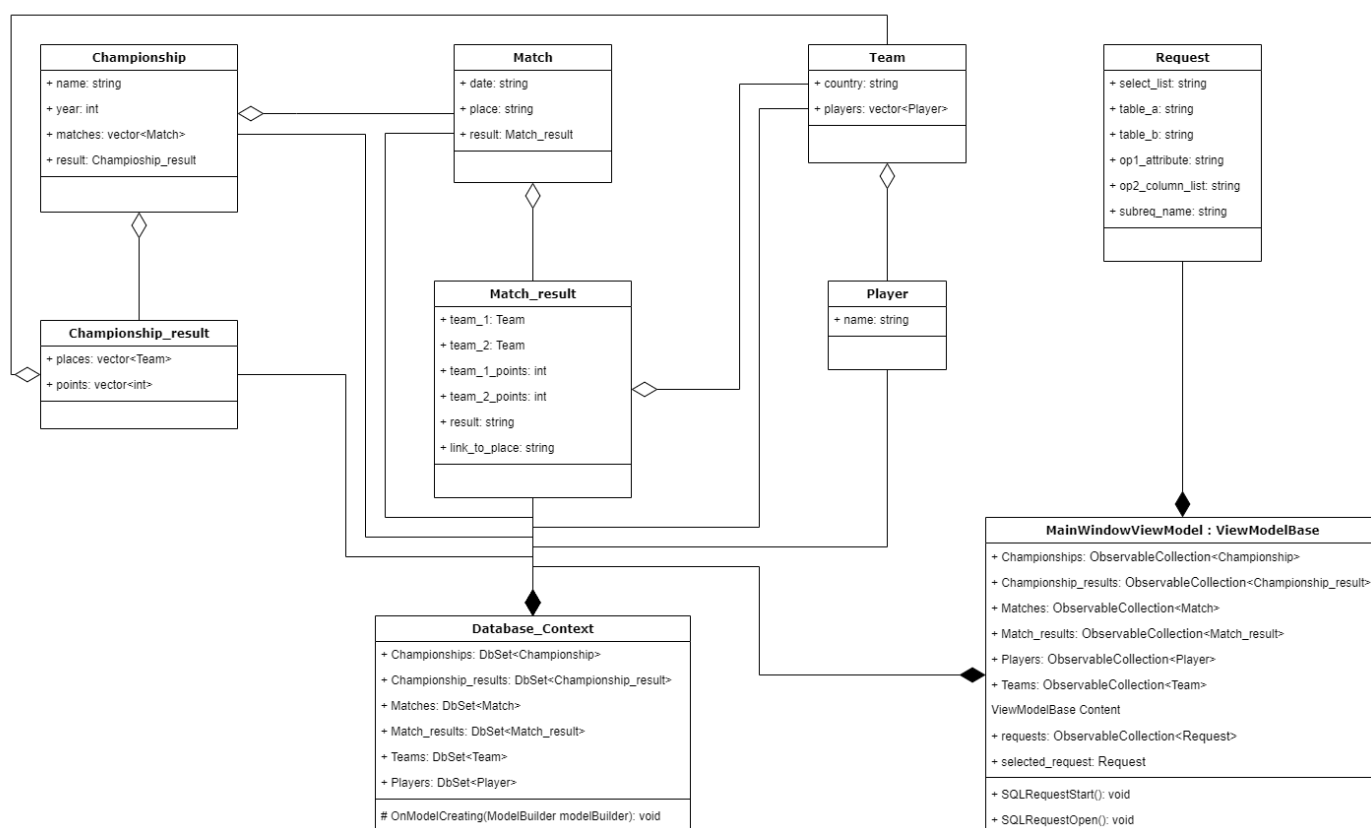 Championship
+ name: string
+ year: int
+ matches: vector<Match>
+ result: Champioship_result
Match
+ date: string
+ place: string
+ result: Match_result
Team
+ country: string
+ players: vector<Player>
Request
+ select_list: string
+ table_a: string
+ table_b: string
+ op1_attribute: string
+ op2_column_list: string
+ subreq_name: string
Championship_result
+ places: vector<Team>
+ points: vector<int>
Match_result
+ team_1: Team
+ team_2: Team
+ team_1_points: int
+ team_2_points: int
+ result: string
+ link_to_place: string
Player
+ name: string
Database_Context
+ Championships: DbSet<Championship>
+ Championship_results: DbSet<Championship_result>
+ Matches: DbSet<Match>
+ Match_results: DbSet<Match_result>
+ Teams: DbSet<Team>
+ Players: DbSet<Player>
# OnModelCreating(ModelBuilder modelBuilder): void
MainWindowViewModel : ViewModelBase
+ Championships: ObservableCollection<Championship>
+ Championship_results: ObservableCollection<Championship_result>
+ Matches: ObservableCollection<Match>
+ Match_results: ObservableCollection<Match_result>
+ Players: ObservableCollection<Player>
+ Teams: ObservableCollection<Team>
ViewModelBase Content
+ requests: ObservableCollection<Request>
+ selected_request: Request
+ SQLRequestStart(): void
+ SQLRequestOpen(): void